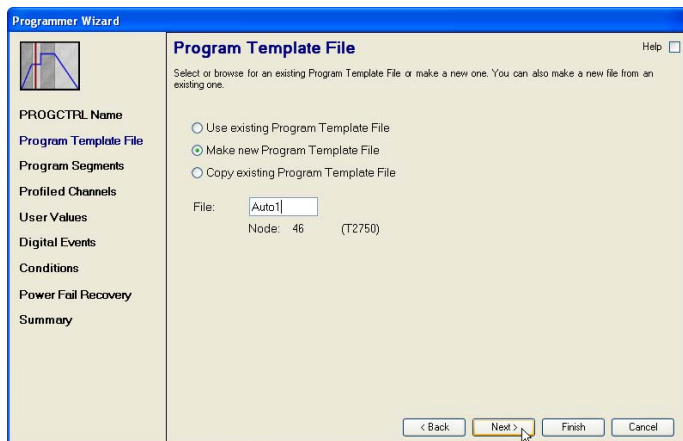 Programmer Wizard
Program Template File
Help
Select or browse for an existing Program Template File or make a new one. You can also make a new file from an
existing one.
PROGCTRL Name
Program Template File
Program Segments
Profiled Channels
User Values
Digital Events
Conditions
Power Fail Recovery
Summary
Use existing Program Template File
Make new Program Template File
Copy existing Program Template File
File: Auto1
Node: 46 (T2750)
< Back Next > Finish Cancel